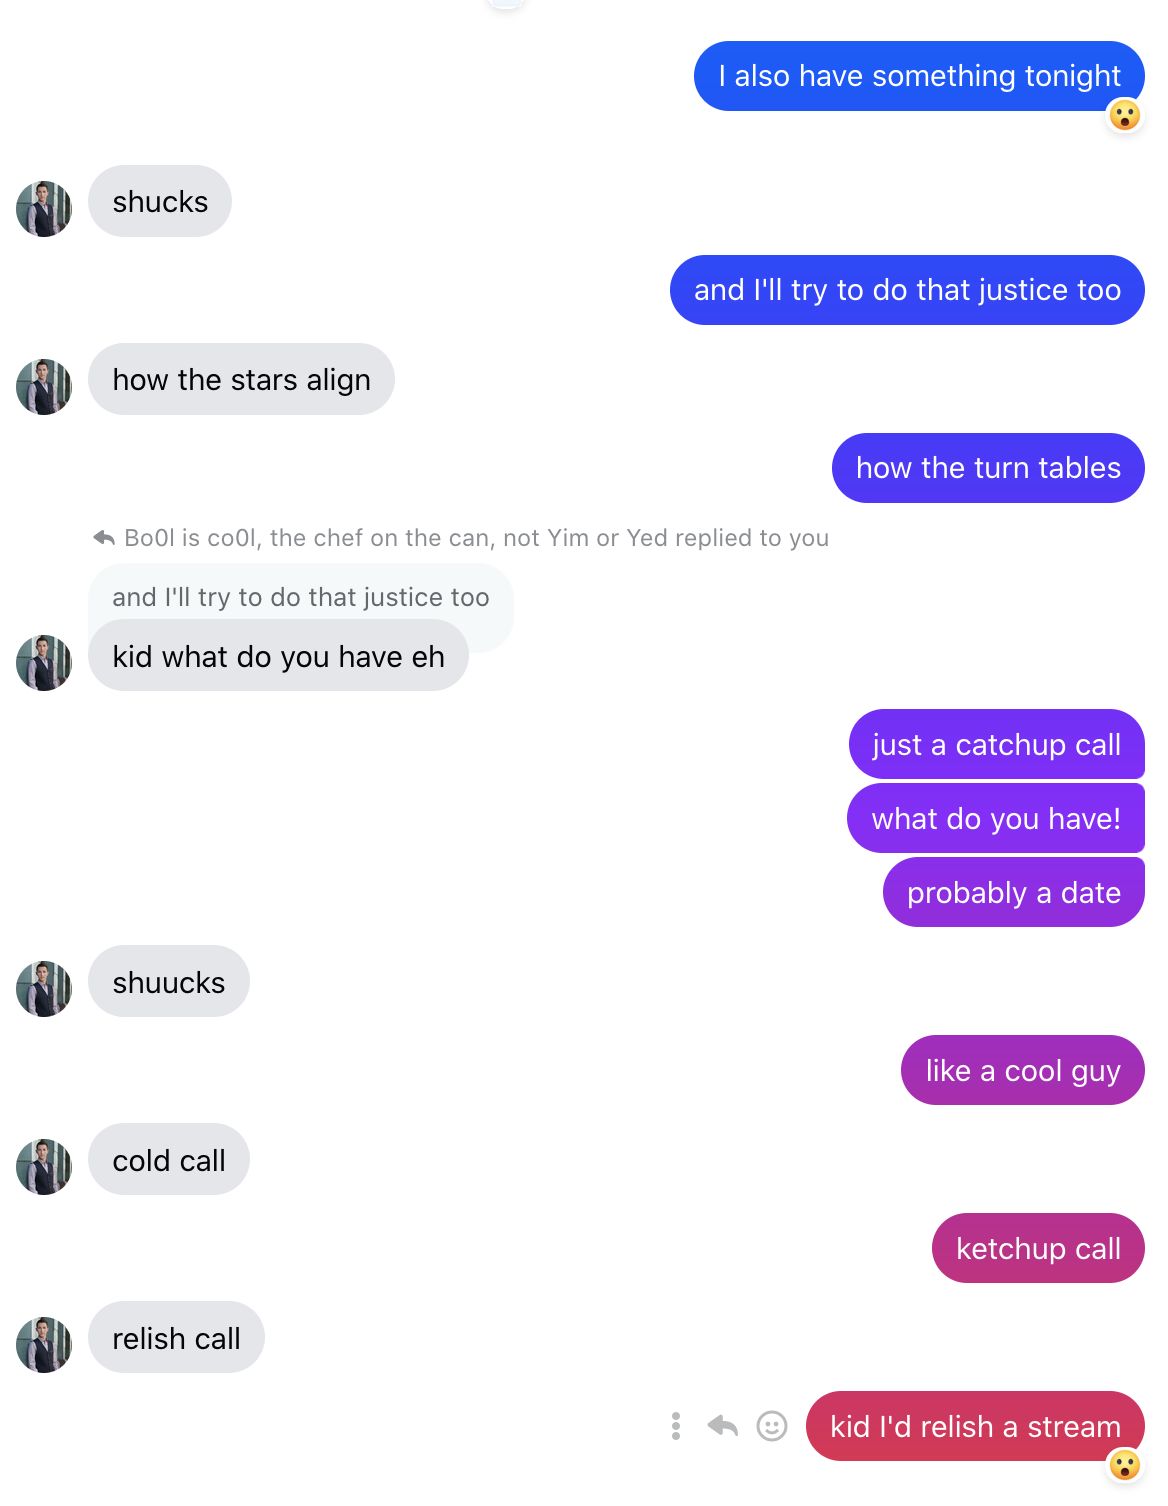 I also have something tonight
shucks
and I'll try to do that justice too
how the stars align
how the turn tables
Bo0l is co0l, the chef on the can, not Yim or Yed replied to you
and I'll try to do that justice too
kid what do you have eh
just a catchup call
what do you have!
probably a date
shuucks
like a cool guy
cold call
ketchup call
relish call
kid I'd relish a stream